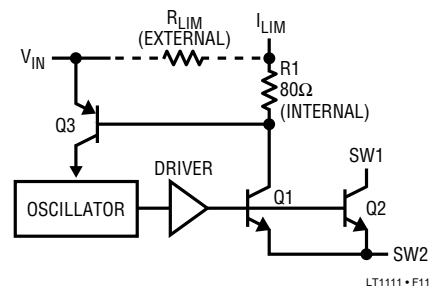 R_LIM
(EXTERNAL)
I_LIM
V_IN
R1
80Ω
(INTERNAL)
Q3
DRIVER
SW1
Q1
Q2
OSCILLATOR
SW2
LT1111 • F11